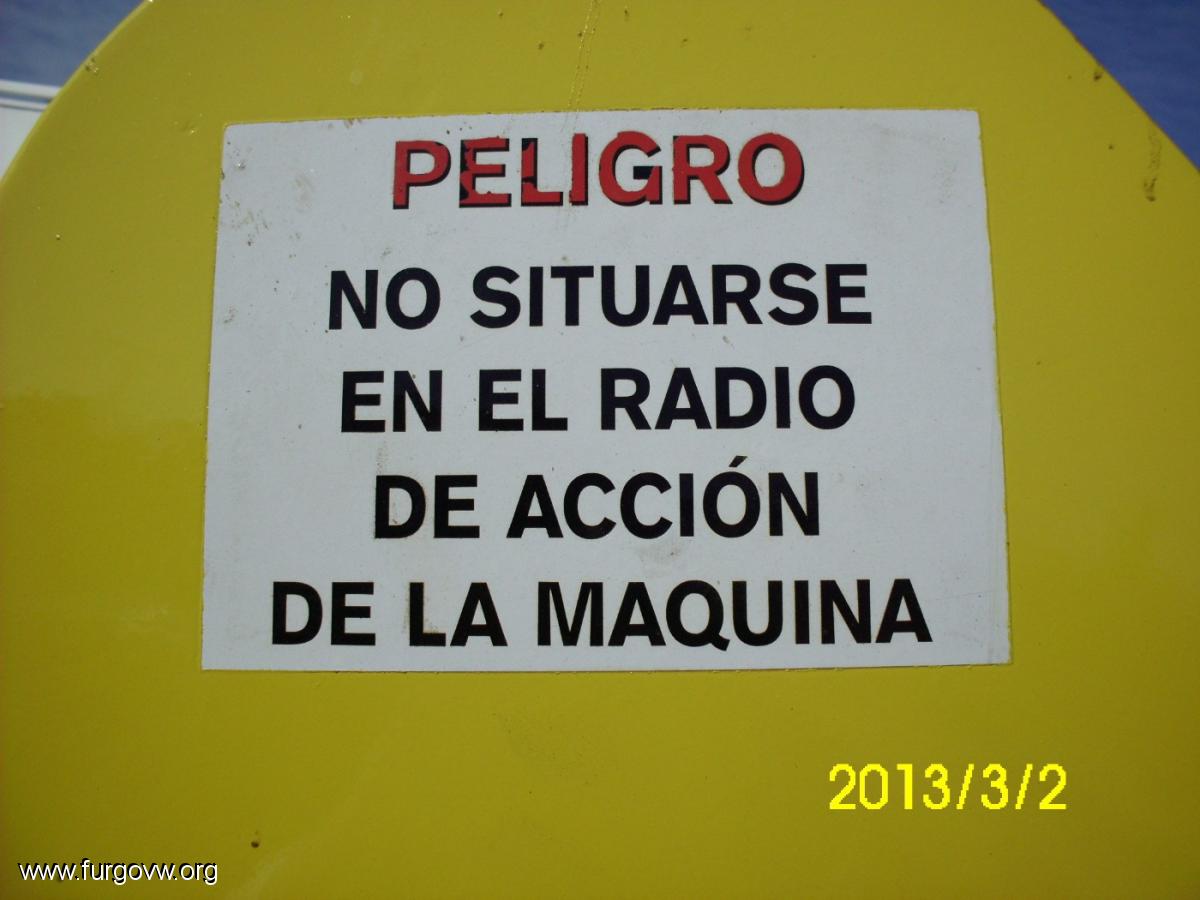 PELIGRO
NO SITUARSE
EN EL RADIO
DE ACCIÓN
DE LA MAQUINA
2013/3/2
www.furgovw.org